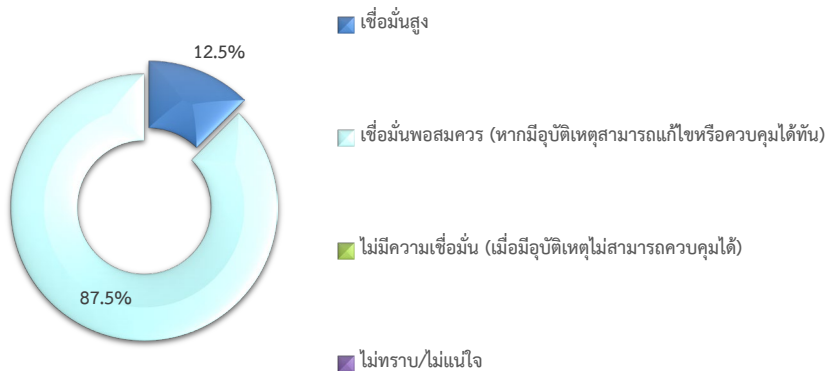 เชื่อมั่นสูง
12.5%
เชื่อมั่นพอสมควร (หากมีอุบัติเหตุสามารถแก้ไขหรือควบคุมได้ทัน)
ไม่มีความเชื่อมั่น (เมื่อมีอุบัติเหตุไม่สามารถควบคุมได้)
87.5%
ไม่ทราบ/ไม่แน่ใจ